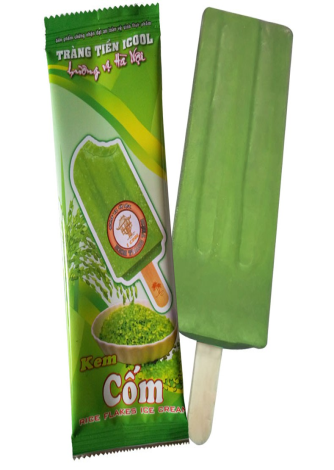 TRÀNG TIỀN ICOOL
Hương vị Hà Nội
Kem
Cốm
RICE FLAKES ICE CREAM